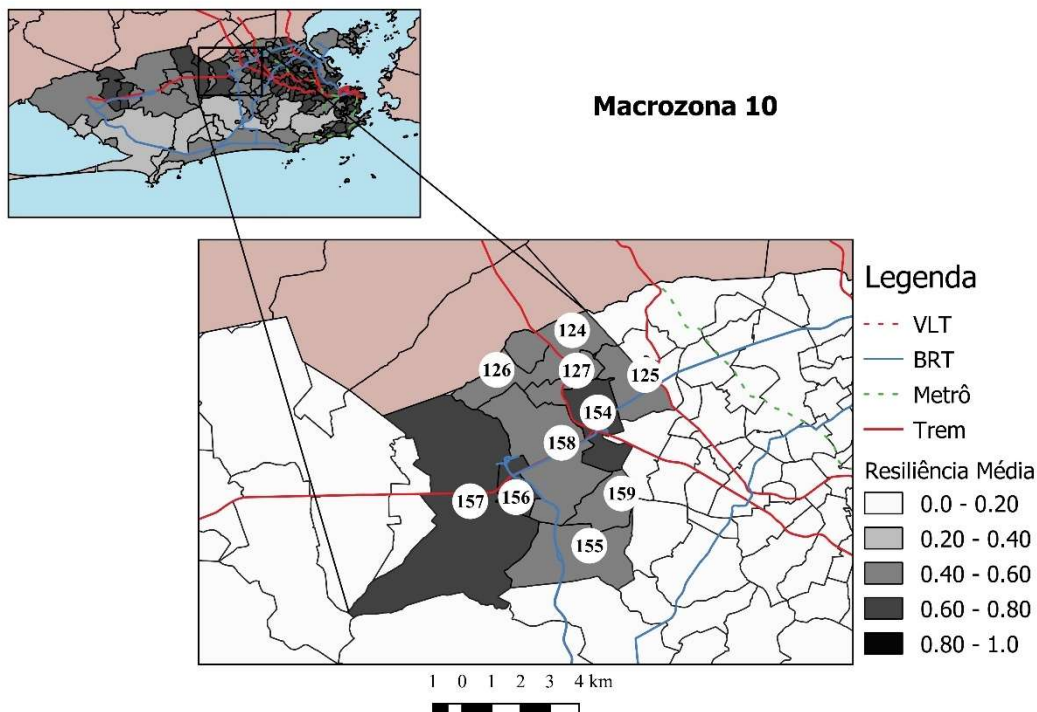 Macrozona 10
124
126
127
125
154
158
157
156
159
155
Legenda
VLT
BRT
Metrô
Trem
Resiliência Média
0.0 - 0.20
0.20 - 0.40
0.40 - 0.60
0.60 - 0.80
0.80 - 1.0
1 0 1 2 3 4 km